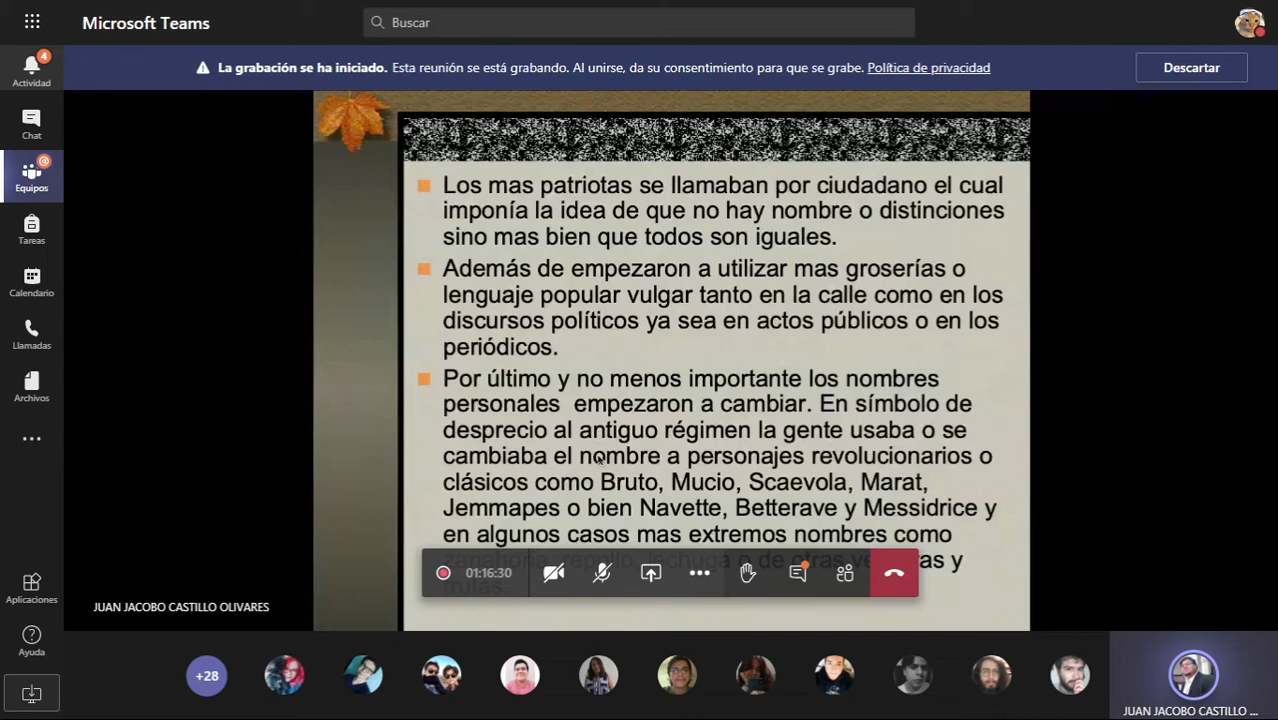 Microsoft Teams
Buscar
4
Actividad
La grabación se ha iniciado. Esta reunión se está grabando. Al unirse, da su consentimiento para que se grabe. Política de privacidad
Descartar
Chat
@
Equipos
Tareas
Calendario
Llamadas
Archivos
Aplicaciones
Ayuda
Los mas patriotas se llamaban por ciudadano el cual
imponía la idea de que no hay nombre o distinciones
sino mas bien que todos son iguales.
Además de empezaron a utilizar mas groserías o
lenguaje popular vulgar tanto en la calle como en los
discursos políticos ya sea en actos públicos o en los
periódicos.
Por último y no menos importante los nombres
personales empezaron a cambiar. En símbolo de
desprecio al antiguo régimen la gente usaba o se
cambiaba el nombre a personajes revolucionarios o
clásicos como Bruto, Mucio, Scaevola, Marat,
Jemmapes o bien Navette, Betterave y Messidrice y
en algunos casos mas extremos nombres como
zanahoria, repollo, lechuga o de otras y
frutas.
01:16:30
JUAN JACOBO CASTILLO OLIVARES
+28
JUAN JACOBO CASTILLO ...